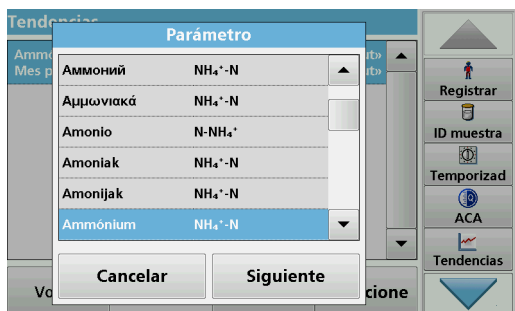 Tendencias
Parámetro
Аммоний NH₄⁺-N
Αμμωνιακά NH₄⁺-N
Amonio N-NH₄⁺
Amoniak NH₄⁺-N
Amonijak NH₄⁺-N
Ammónium NH₄⁺-N
Cancelar Siguiente
Registrar
ID muestra
Temporizad
ACA
Tendencias